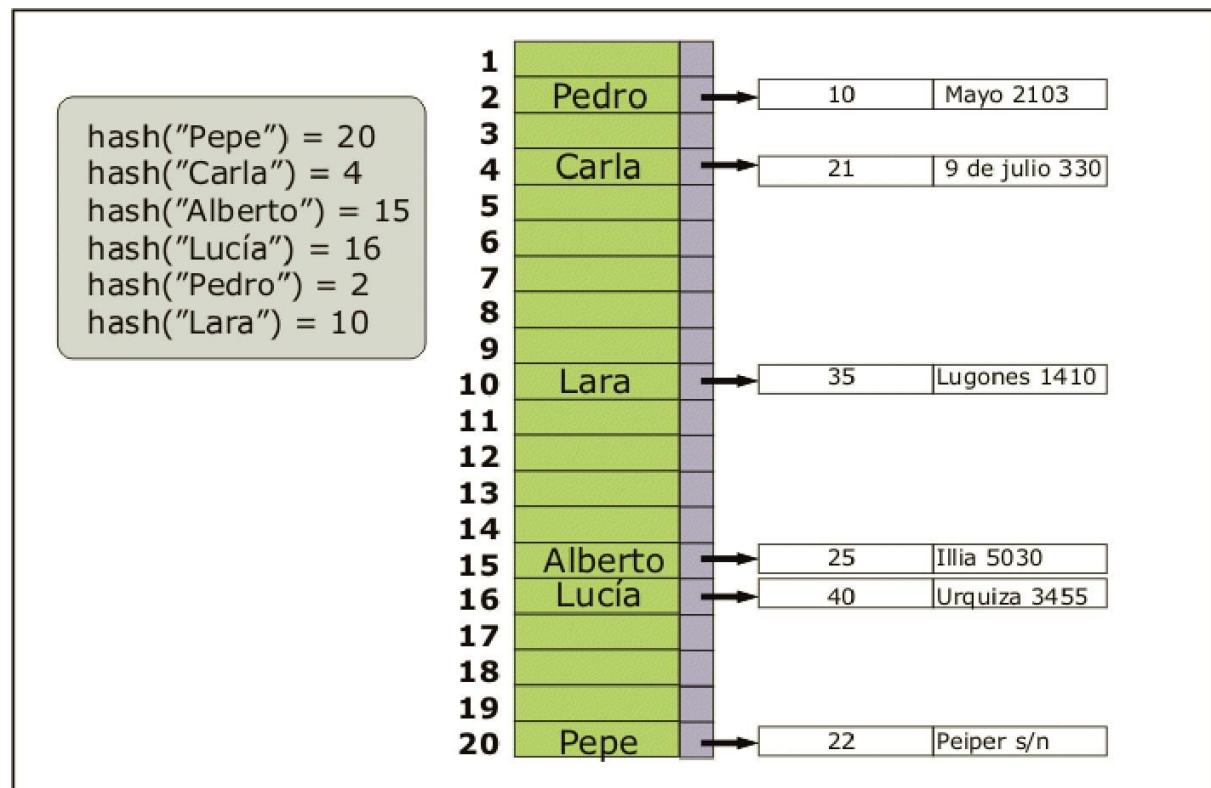 hash("Pepe") = 20
hash("Carla") = 4
hash("Alberto") = 15
hash("Lucía") = 16
hash("Pedro") = 2
hash("Lara") = 10
1
2 Pedro 10 Mayo 2103
3
4 Carla 21 9 de julio 330
5
6
7
8
9
10 Lara 35 Lugones 1410
11
12
13
14
15 Alberto 25 Illia 5030
16 Lucía 40 Urquiza 3455
17
18
19
20 Pepe 22 Peiper s/n